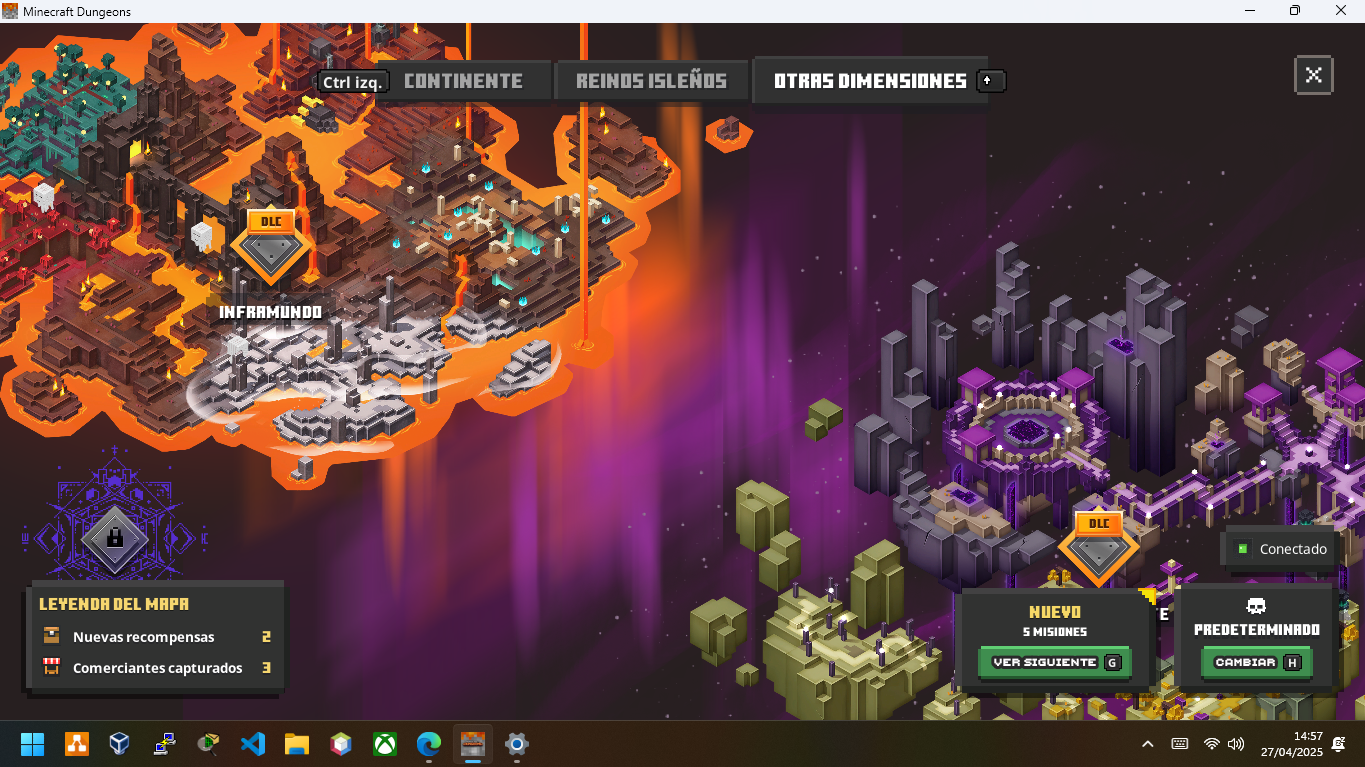 Minecraft Dungeons
Ctrl izq.
CONTINENTE
REINOS ISLEÑOS
OTRAS DIMENSIONES
DLC
INFRAMUNDO
DLC
Conectado
LEYENDA DEL MAPA
Nuevas recompensas 2
Comerciantes capturados 3
NUEVO
5 MISIONES
VER SIGUIENTE G
TE
PREDETERMINADO
CAMBIAR H
14:57
27/04/2025